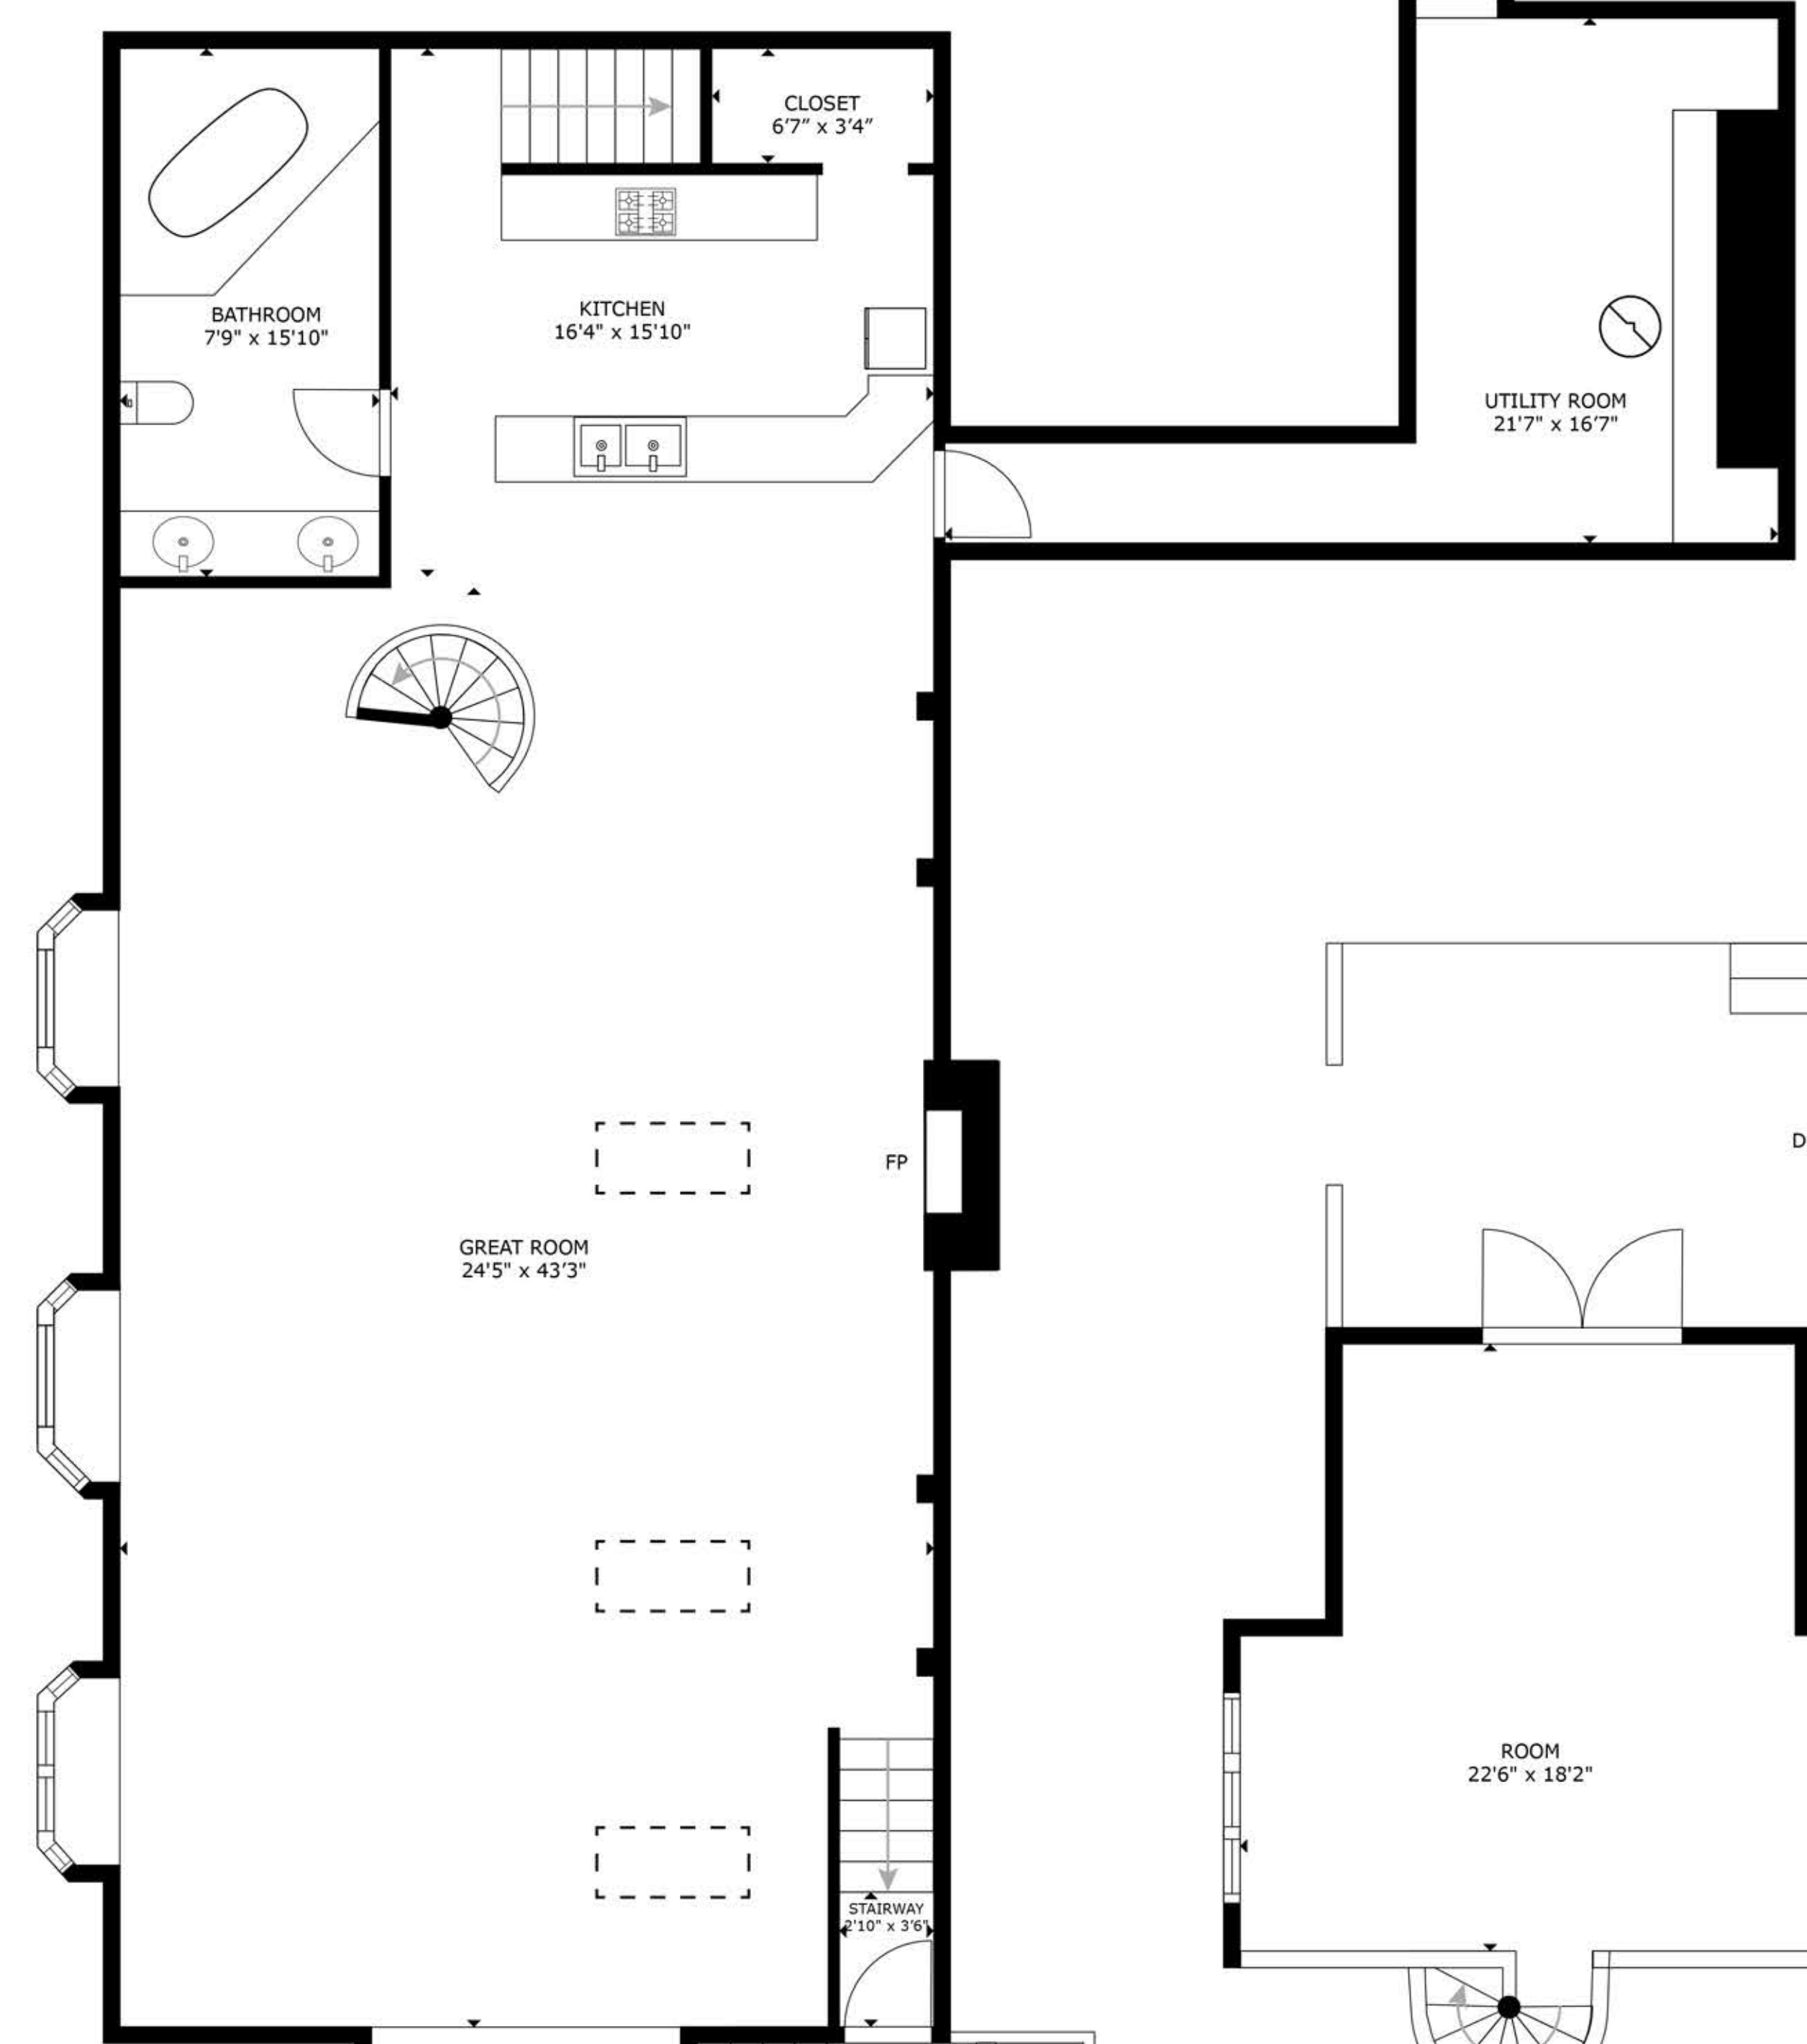 CLOSET
6’7” x 3’4”
BATHROOM
7'9" x 15'10"
KITCHEN
16'4" x 15'10"
UTILITY ROOM
21'7" x 16'7"
D
FP
GREAT ROOM
24'5" x 43’3"
ROOM
22'6" x 18'2"
STAIRWAY
2'10" x 3’6"